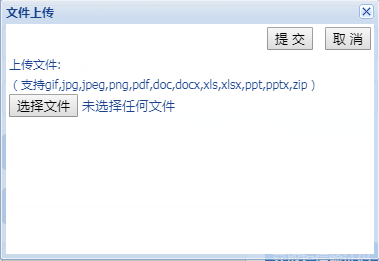 文件上传
提 交 取 消
上传文件:
（支持gif,jpg,jpeg,png,pdf,doc,docx,xls,xlsx,ppt,pptx,zip）
选择文件 未选择任何文件